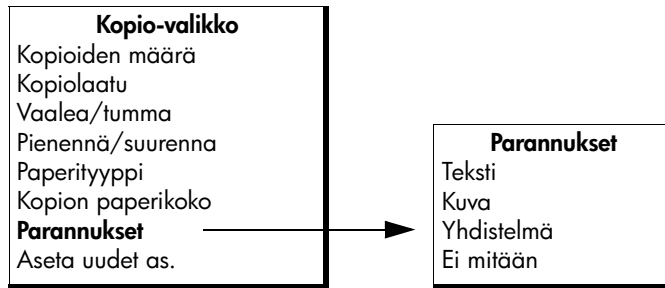 Kopio-valikko
Kopioiden määrä
Kopiolaatu
Vaalea/tumma
Pienennä/suurenna
Paperityyppi
Kopion paperikoko
Parannukset
Aseta uudet as.
Parannukset
Teksti
Kuva
Yhdistelmä
Ei mitään